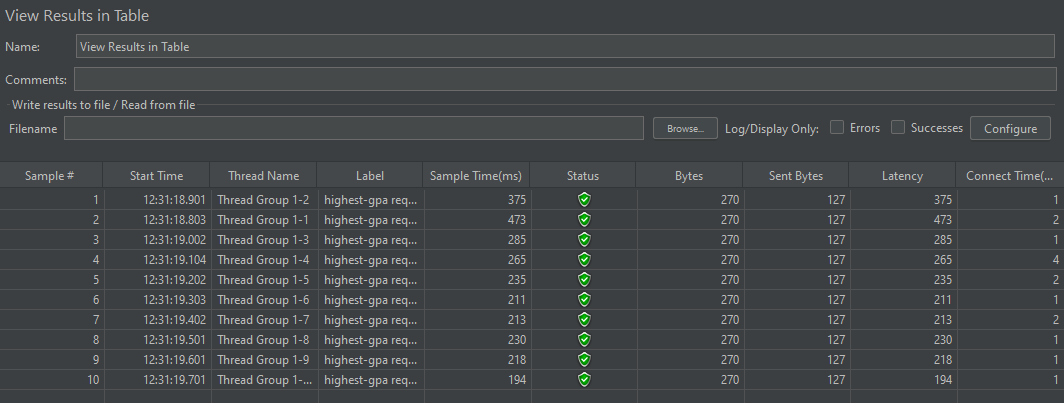 View Results in Table
Name: View Results in Table
Comments:
Write results to file / Read from file
Filename Browse... Log/Display Only: Errors Successes Configure
Sample # Start Time Thread Name Label Sample Time(ms) Status Bytes Sent Bytes Latency Connect Time(...
1 12:31:18.901 Thread Group 1-2 highest-gpa req... 375 270 127 375 1
2 12:31:18.803 Thread Group 1-1 highest-gpa req... 473 270 127 473 2
3 12:31:19.002 Thread Group 1-3 highest-gpa req... 285 270 127 285 1
4 12:31:19.104 Thread Group 1-4 highest-gpa req... 265 270 127 265 4
5 12:31:19.202 Thread Group 1-5 highest-gpa req... 235 270 127 235 2
6 12:31:19.303 Thread Group 1-6 highest-gpa req... 211 270 127 211 1
7 12:31:19.402 Thread Group 1-7 highest-gpa req... 213 270 127 213 2
8 12:31:19.501 Thread Group 1-8 highest-gpa req... 230 270 127 230 1
9 12:31:19.601 Thread Group 1-9 highest-gpa req... 218 270 127 218 1
10 12:31:19.701 Thread Group 1-... highest-gpa req... 194 270 127 194 1